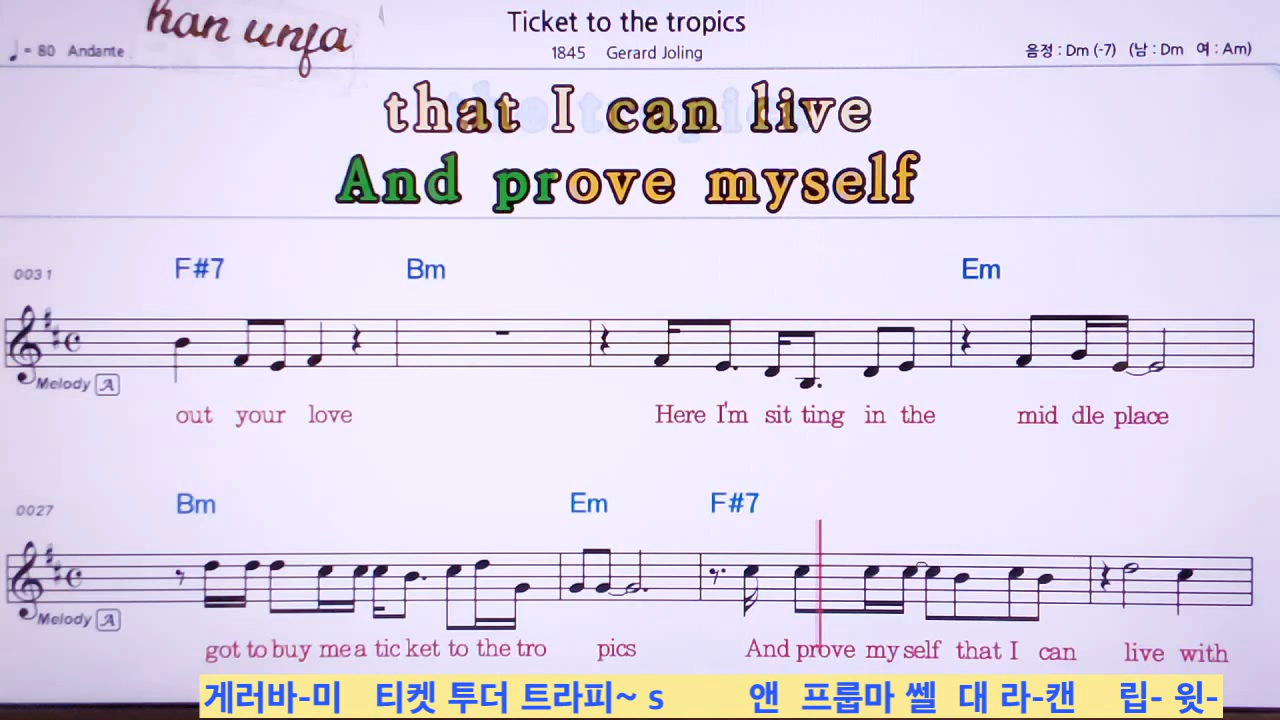 han unfa
Ticket to the tropics
♩= 80 Andante
1845 Gerard Joling
음정 : Dm (-7) (남 : Dm 여 : Am)
that I can live
And prove myself
0031
F#7 Bm Em
Melody A
out your love Here I'm sit ting in the mid dle place
0027
Bm Em F#7
Melody A
got to buy me a tic ket to the tro pics And prove my self that I can live with
게러바-미 티켓 투더 트라피~ s 앤 프룹마 쎌 대 라-캔 립- 윗-